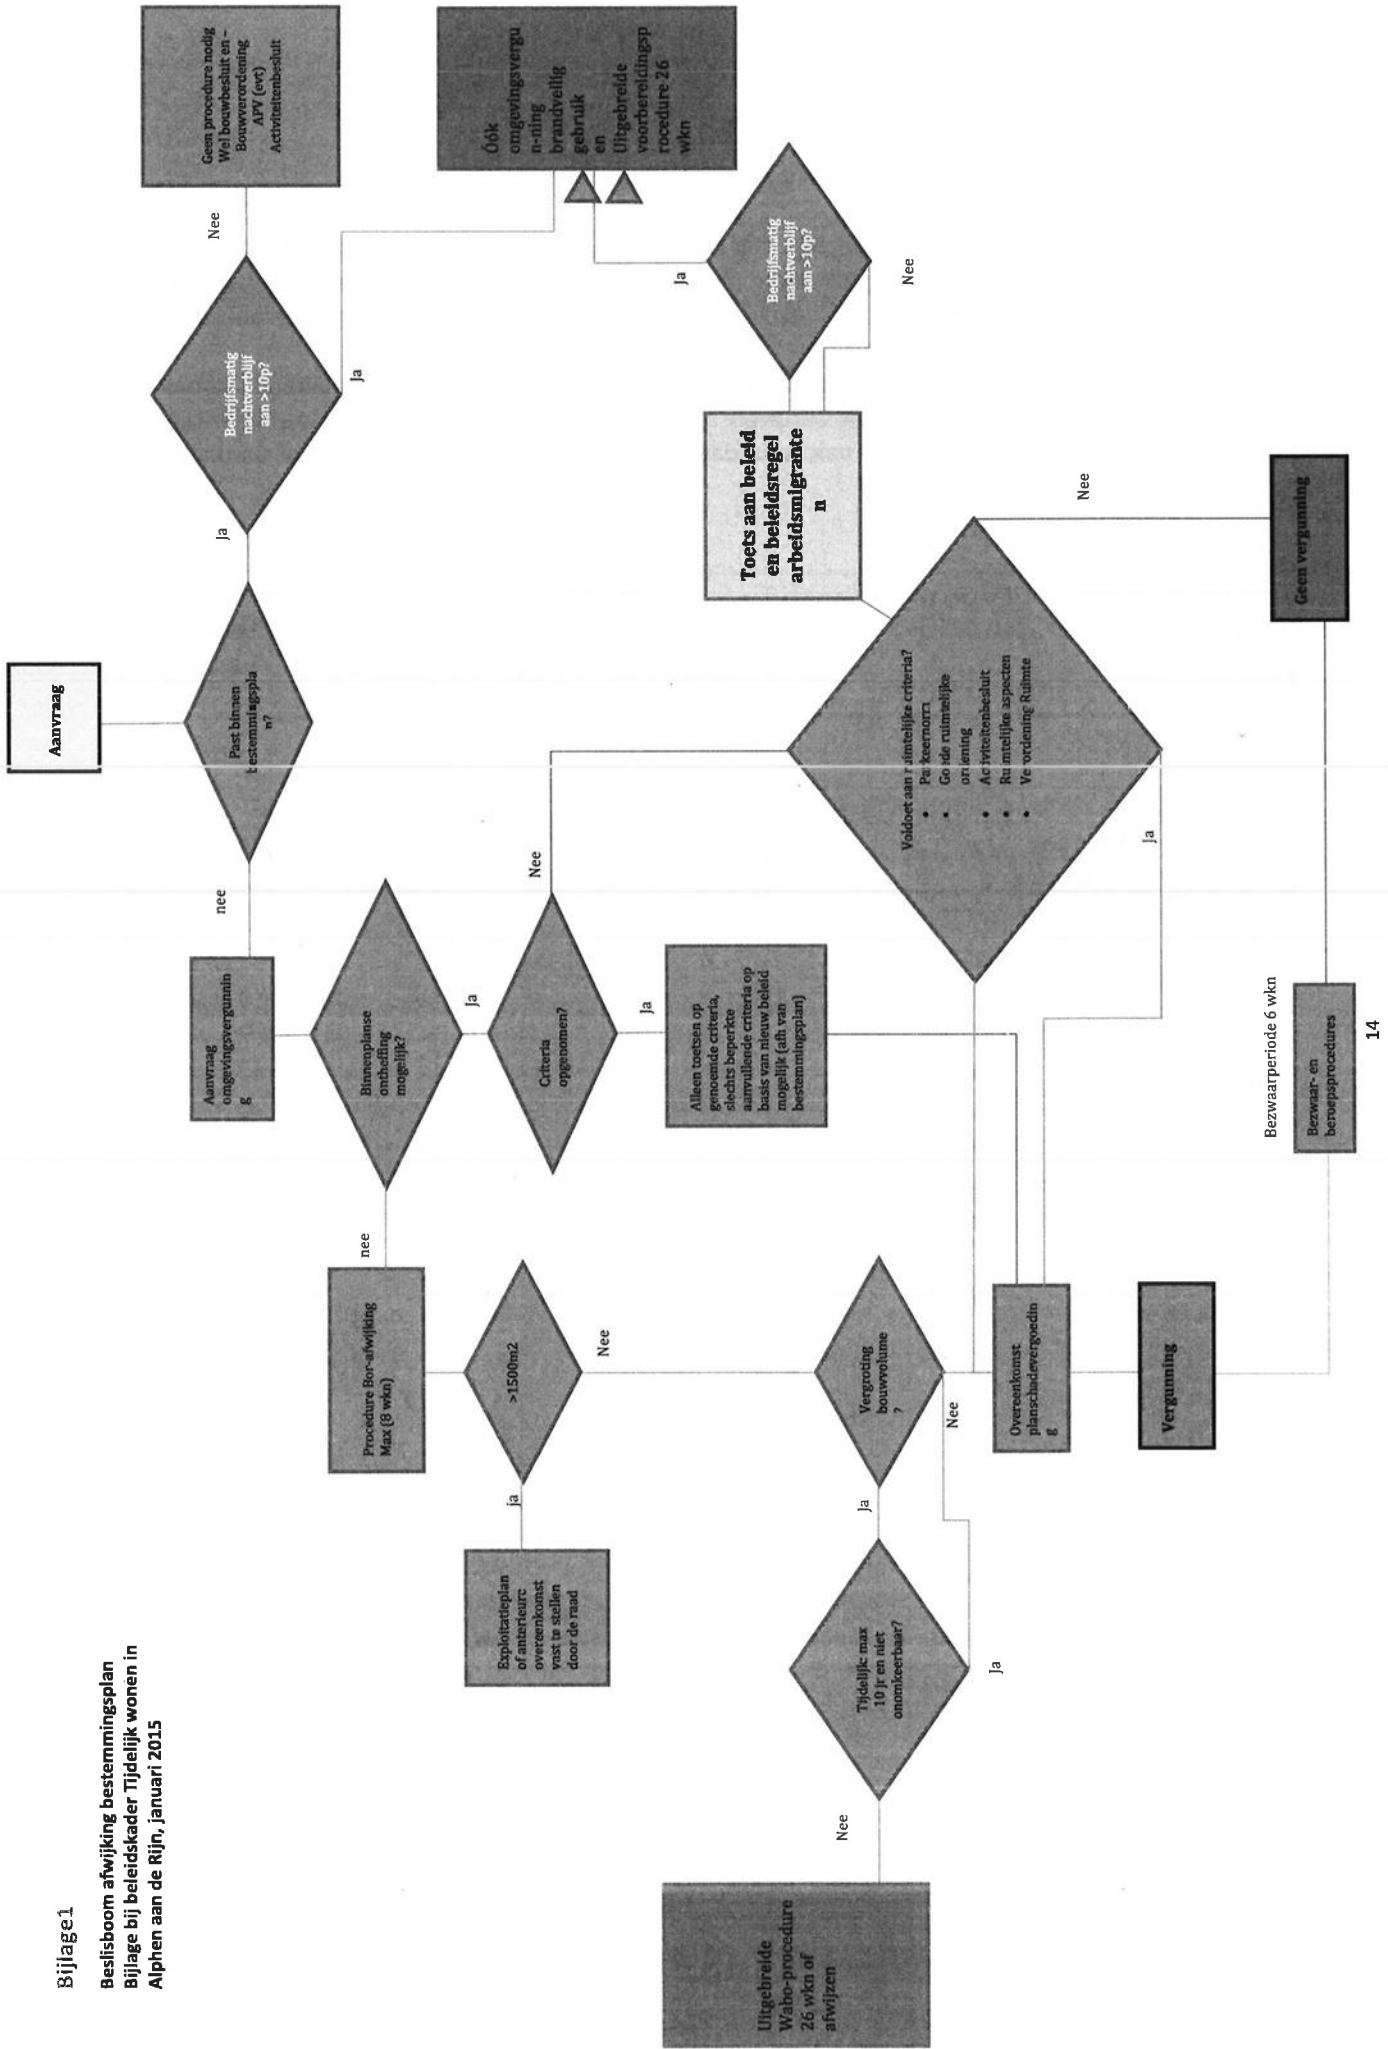 Bijlage1
Beslisboom afwijking bestemmingsplan
Bijlage bij beleidskader Tijdelijk wonen in
Alphen aan de Rijn, januari 2015
Aanvraag
Past binnen
bestemmingspla
n?
nee
Ja
Bedrijfsmatig
nachtverblijf
aan >10p?
Nee
Ja
Geen procedure nodig
Wel bouwbesluit en –
Bouwverordening
APV (evt)
Activiteitenbesluit
Aanvraag
omgevingsvergunnin
g
Binnenplanse
ontheffing
mogelijk?
nee
Ja
Criteria
opgenomen?
Nee
Ja
Óók
omgevingsvergu
n-ning
brandveilig
gebruik
en
Uitgebreide
voorbereidingsp
rocedure 26
wkn
Procedure Bor-afwijking
Max (8 wkn)
>1500m2
ja
Nee
Exploitatieplan
of anterieure
overeenkomst
vast te stellen
door de raad
Alleen toetsen op
genoemde criteria,
slechts beperkte
aanvullende criteria op
basis van nieuw beleid
mogelijk (afh van
bestemmingsplan)
Toets aan beleid
en beleidsregel
arbeidsmigrante
n
Bedrijfsmatig
nachtverblijf
aan >10p?
Ja
Nee
Uitgebreide
Wabo-procedure
26 wkn of
afwijzen
Nee
Tijdelijk: max
10 jr en niet
onomkeerbaar?
Ja
Ja
Vergroting
bouwvolume
?
Nee
Voldoet aan ruimtelijke criteria?
• Parkeernorm
• Goede ruimtelijke
ordening
• Activiteitenbesluit
• Ruimtelijke aspecten
• Verordening Ruimte
Ja
Nee
Overeenkomst
planschadevergoedin
g
Vergunning
Geen vergunning
Bezwaarperiode 6 wkn
Bezwaar- en
beroepsprocedures
14